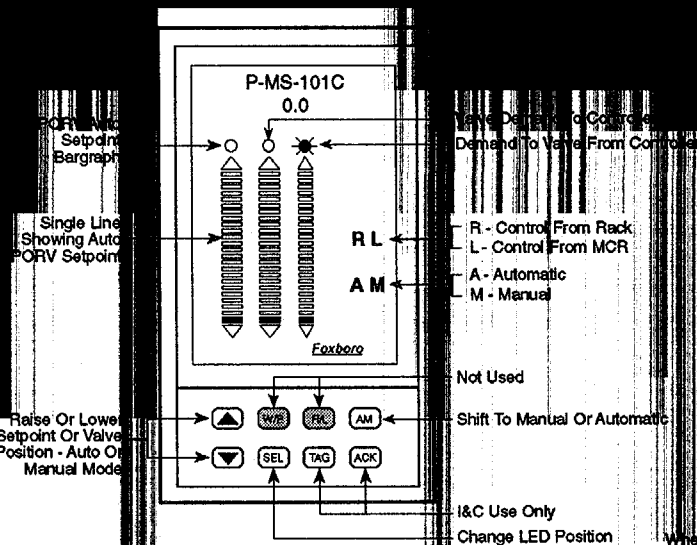 P-MS-101C
0.0
PORV Auto
Setpoint
Bargraph
Valve Demand To Controller
Demand To Valve From Controller
Single Line
Showing Auto
PORV Setpoint
R L
R - Control From Rack
L - Control From MCR
A M
A - Automatic
M - Manual
Foxboro
Not Used
W/P R/L AM
Raise Or Lower
Setpoint Or Valve
Position - Auto Or
Manual Mode
Shift To Manual Or Automatic
SEL TAG ACK
I&C Use Only
Change LED Position